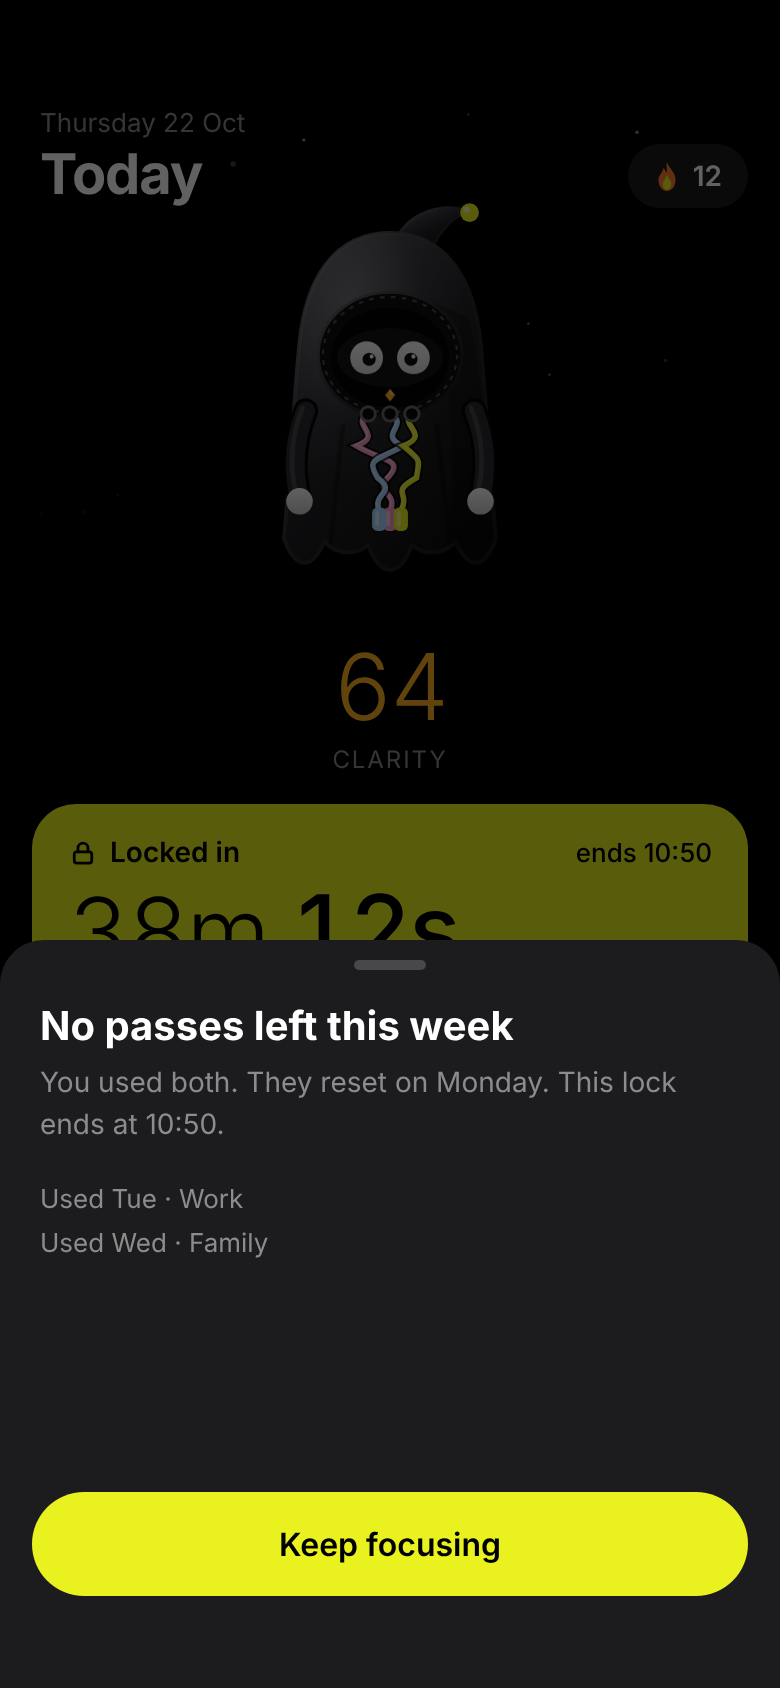 Thursday 22 Oct
Today
12
64
CLARITY
Locked in
ends 10:50
38m 12s
No passes left this week
You used both. They reset on Monday. This lock
ends at 10:50.
Used Tue · Work
Used Wed · Family
Keep focusing